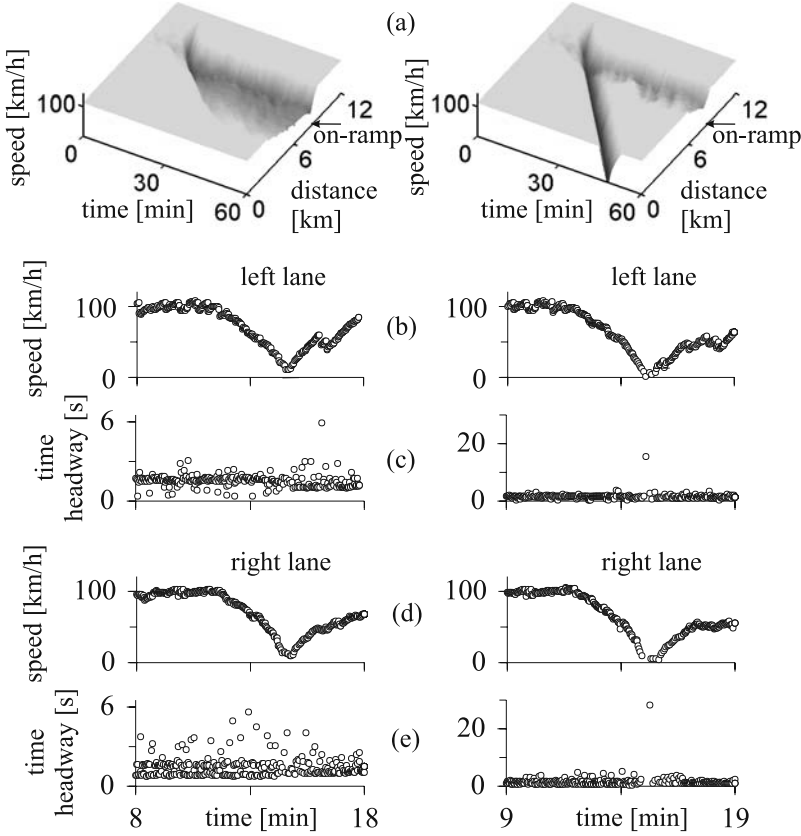 (a)
speed [km/h]
100
0
30
60
time [min]
0
6
12
distance
[km]
on-ramp
speed [km/h]
100
0
30
60
time [min]
0
6
12
distance
[km]
on-ramp
left lane
left lane
speed [km/h]
100
0
(b)
100
0
time
headway [s]
6
0
(c)
20
0
right lane
right lane
speed [km/h]
100
0
(d)
100
0
time
headway [s]
6
0
(e)
20
0
8
time [min]
18
9
time [min]
19